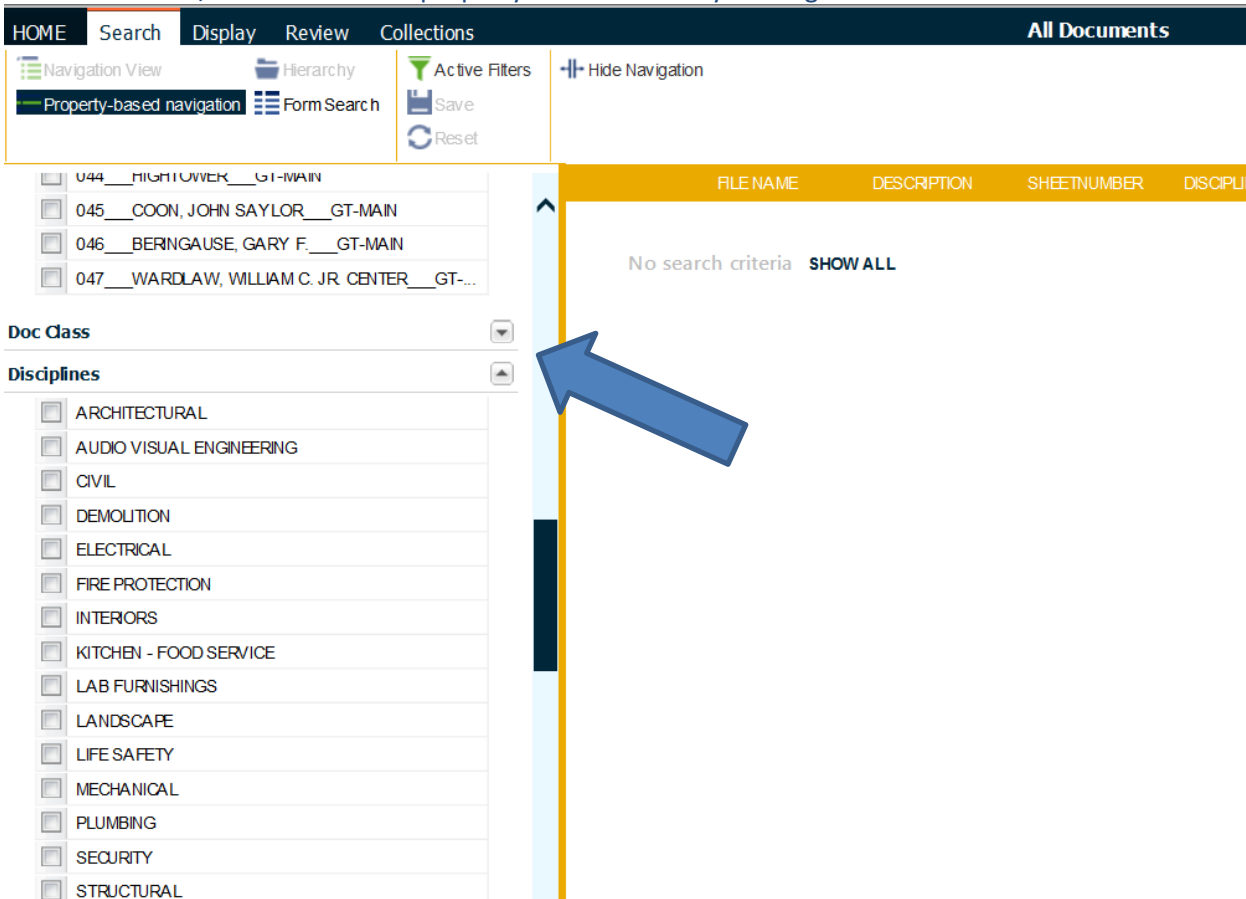 HOME Search Display Review Collections All Documents
Navigation View Hierarchy Active Filters Hide Navigation
Property-based navigation Form Search Save
Reset
FILE NAME DESCRIPTION SHEETNUMBER
044___HIGHTOWER___GT-MAIN
045___COON, JOHN SAYLOR___GT-MAIN
046___BERINGAUSE, GARY F.___GT-MAIN
047___WARDLAW, WILLIAM C. JR. CENTER___GT-...
No search criteria SHOW ALL
Doc Class
Disciplines
ARCHITECTURAL
AUDIO VISUAL ENGINEERING
CIVIL
DEMOLITION
ELECTRICAL
FIRE PROTECTION
INTERIORS
KITCHEN - FOOD SERVICE
LAB FURNISHINGS
LANDSCAPE
LIFE SAFETY
MECHANICAL
PLUMBING
SECURITY
STRUCTURAL